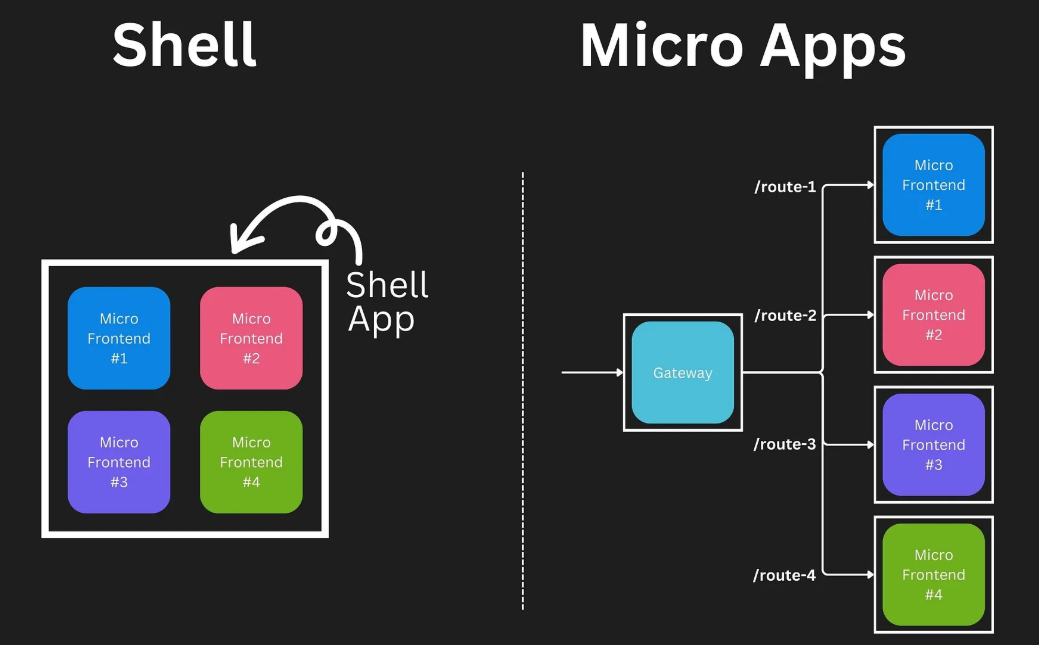 Shell
Micro
Frontend
#1
Micro
Frontend
#2
Micro
Frontend
#3
Micro
Frontend
#4
Shell
App
Micro Apps
Gateway
/route-1
Micro
Frontend
#1
/route-2
Micro
Frontend
#2
/route-3
Micro
Frontend
#3
/route-4
Micro
Frontend
#4